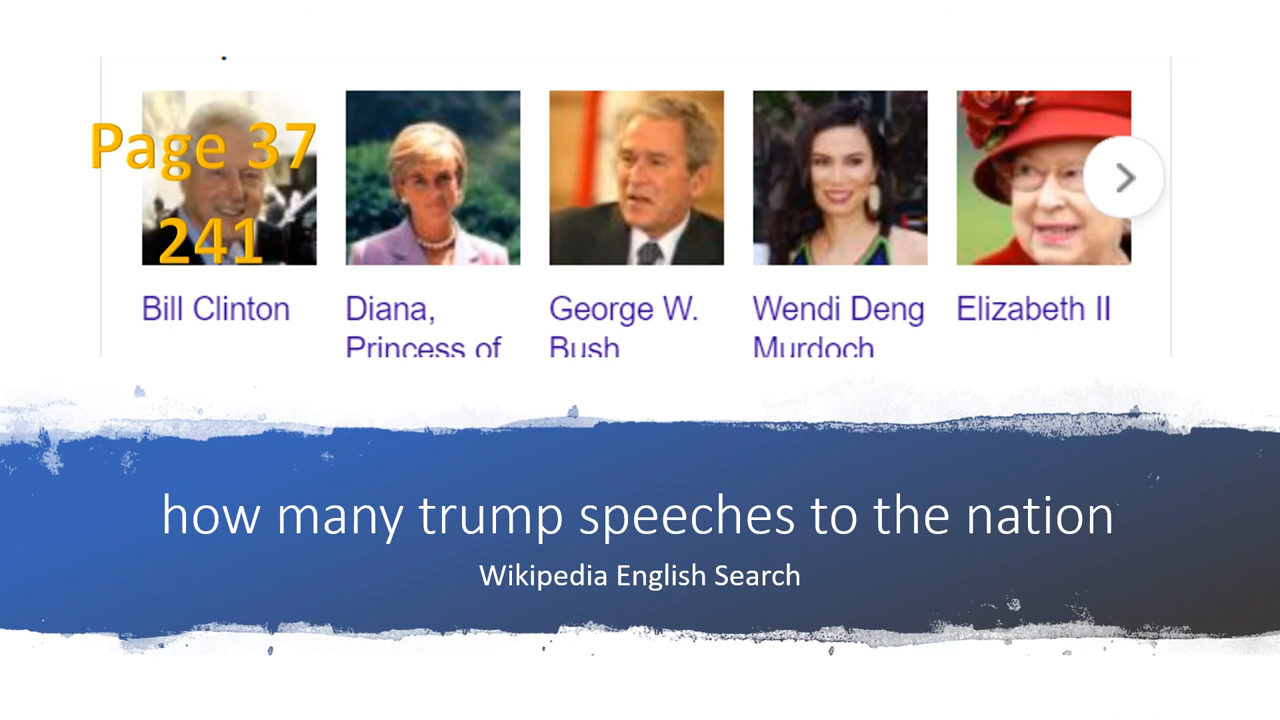 Page 37
241
Bill Clinton
Diana,
Princess of
George W.
Bush
Wendi Deng
Murdoch
Elizabeth II
how many trump speeches to the nation
Wikipedia English Search